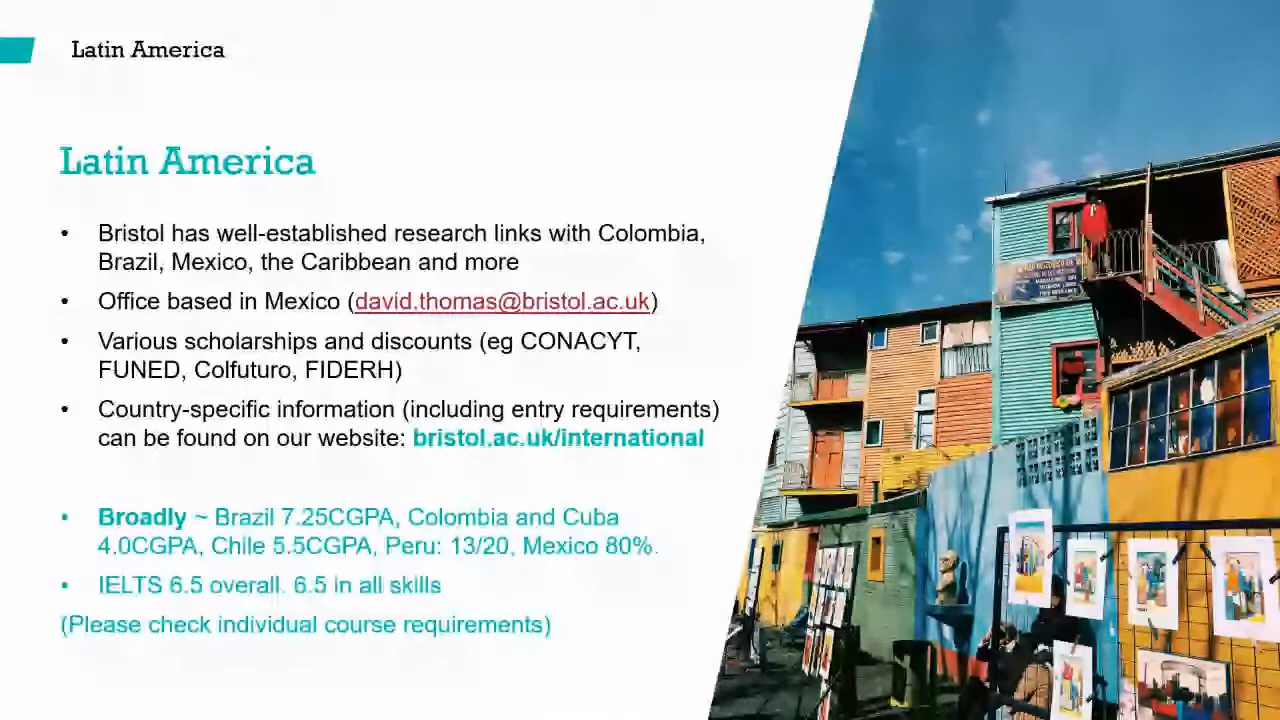 Latin America
Latin America
• Bristol has well-established research links with Colombia,
Brazil, Mexico, the Caribbean and more
• Office based in Mexico (david.thomas@bristol.ac.uk)
• Various scholarships and discounts (eg CONACYT,
FUNED, Colfuturo, FIDERH)
• Country-specific information (including entry requirements)
can be found on our website: bristol.ac.uk/international
• Broadly ~ Brazil 7.25CGPA, Colombia and Cuba
4.0CGPA, Chile 5.5CGPA, Peru: 13/20, Mexico 80%.
• IELTS 6.5 overall. 6.5 in all skills
(Please check individual course requirements)